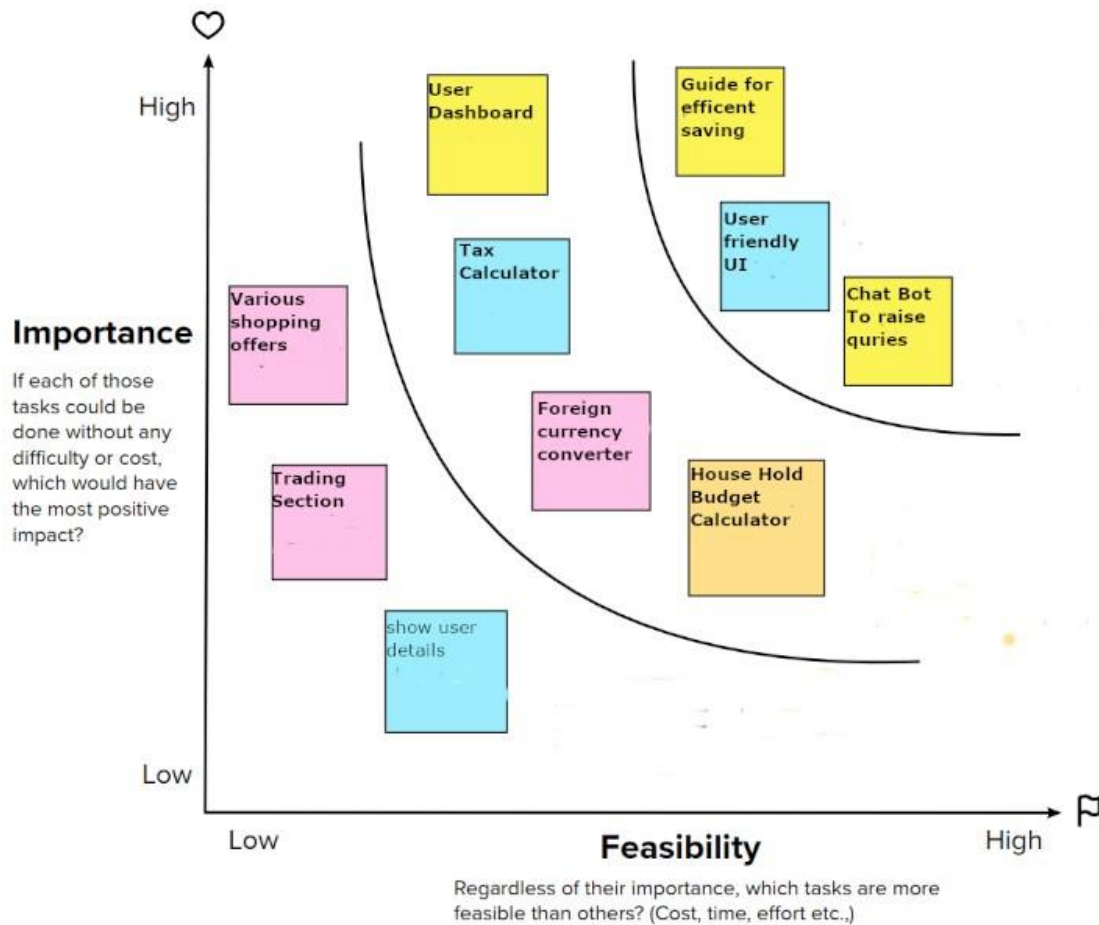 High
User
Dashboard
Guide for
efficent
saving
Tax
Calculator
User
friendly
UI
Various
shopping
offers
Chat Bot
To raise
quries
Importance
If each of those
tasks could be
done without any
difficulty or cost,
which would have
the most positive
impact?
Foreign
currency
converter
Trading
Section
House Hold
Budget
Calculator
show user
details
Low
Low
Feasibility
High
Regardless of their importance, which tasks are more
feasible than others? (Cost, time, effort etc.,)